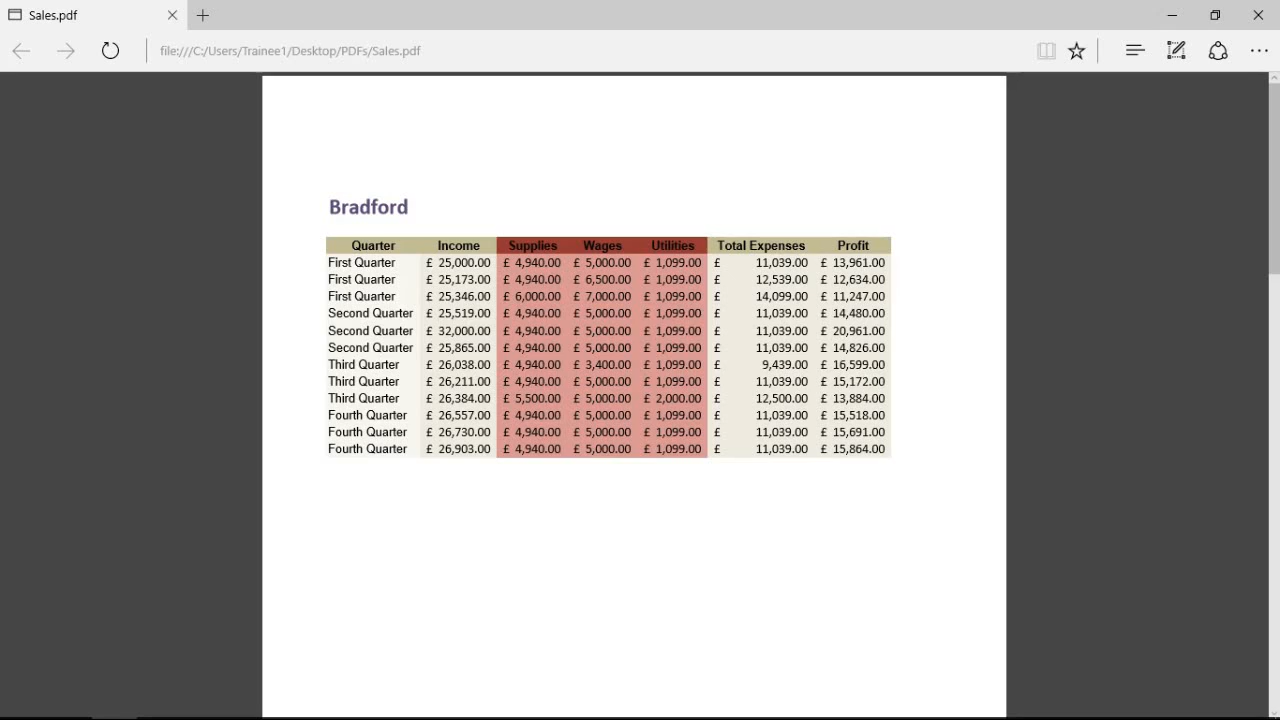 Sales.pdf
file:///C:/Users/Trainee1/Desktop/PDFs/Sales.pdf
Bradford
Quarter Income Supplies Wages Utilities Total Expenses Profit
First Quarter £ 25,000.00 £ 4,940.00 £ 5,000.00 £ 1,099.00 £ 11,039.00 £ 13,961.00
First Quarter £ 25,173.00 £ 4,940.00 £ 6,500.00 £ 1,099.00 £ 12,539.00 £ 12,634.00
First Quarter £ 25,346.00 £ 6,000.00 £ 7,000.00 £ 1,099.00 £ 14,099.00 £ 11,247.00
Second Quarter £ 25,519.00 £ 4,940.00 £ 5,000.00 £ 1,099.00 £ 11,039.00 £ 14,480.00
Second Quarter £ 32,000.00 £ 4,940.00 £ 5,000.00 £ 1,099.00 £ 11,039.00 £ 20,961.00
Second Quarter £ 25,865.00 £ 4,940.00 £ 5,000.00 £ 1,099.00 £ 11,039.00 £ 14,826.00
Third Quarter £ 26,038.00 £ 4,940.00 £ 3,400.00 £ 1,099.00 £ 9,439.00 £ 16,599.00
Third Quarter £ 26,211.00 £ 4,940.00 £ 5,000.00 £ 1,099.00 £ 11,039.00 £ 15,172.00
Third Quarter £ 26,384.00 £ 5,500.00 £ 5,000.00 £ 2,000.00 £ 12,500.00 £ 13,884.00
Fourth Quarter £ 26,557.00 £ 4,940.00 £ 5,000.00 £ 1,099.00 £ 11,039.00 £ 15,518.00
Fourth Quarter £ 26,730.00 £ 4,940.00 £ 5,000.00 £ 1,099.00 £ 11,039.00 £ 15,691.00
Fourth Quarter £ 26,903.00 £ 4,940.00 £ 5,000.00 £ 1,099.00 £ 11,039.00 £ 15,864.00